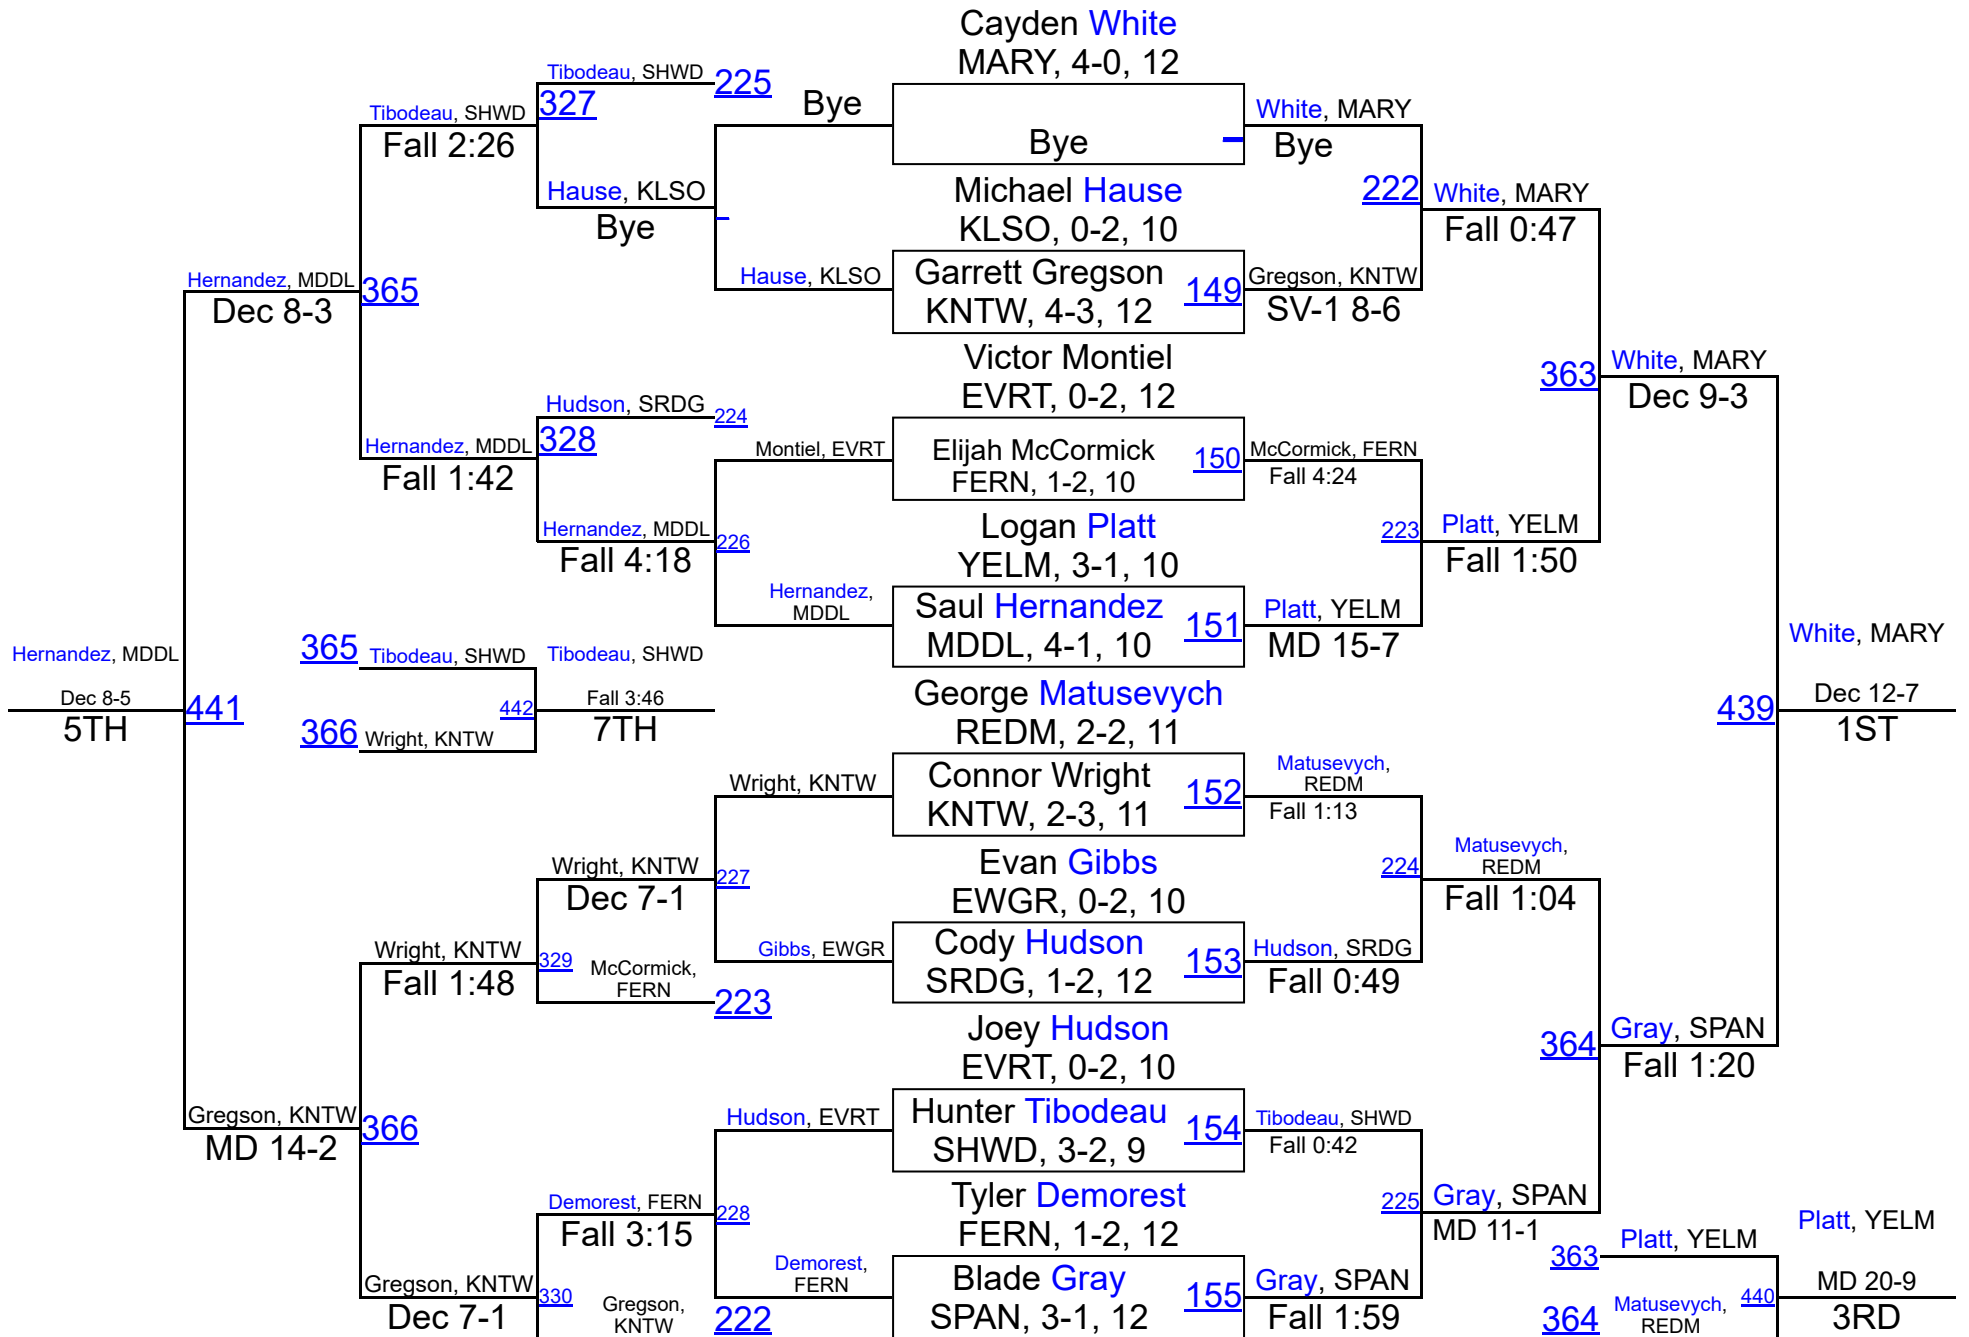 Cayden White
MARY, 4-0, 12
Tibodeau, SHWD
225
Bye
327
White, MARY
Tibodeau, SHWD
Fall 2:26
Bye
Bye
Hause, KLSO
Bye
Michael Hause
KLSO, 0-2, 10
222
White, MARY
Fall 0:47
Hernandez, MDDL
365
Dec 8-3
Hause, KLSO
Garrett Gregson
KNTW, 4-3, 12
149
Gregson, KNTW
SV-1 8-6
Victor Montiel
EVRT, 0-2, 12
363
White, MARY
Dec 9-3
Hudson, SRDG
224
328
Hernandez, MDDL
Fall 1:42
Montiel, EVRT
Elijah McCormick
FERN, 1-2, 10
150
McCormick, FERN
Fall 4:24
Hernandez, MDDL
226
Fall 4:18
Logan Platt
YELM, 3-1, 10
223
Platt, YELM
Fall 1:50
Hernandez,
MDDL
Saul Hernandez
MDDL, 4-1, 10
151
Platt, YELM
MD 15-7
Hernandez, MDDL
Dec 8-5
5TH
441
365
Tibodeau, SHWD
366
Wright, KNTW
442
Tibodeau, SHWD
Fall 3:46
7TH
George Matusevych
REDM, 2-2, 11
White, MARY
439
Dec 12-7
1ST
Wright, KNTW
Connor Wright
KNTW, 2-3, 11
152
Matusevych,
REDM
Fall 1:13
Wright, KNTW
227
Dec 7-1
Evan Gibbs
EWGR, 0-2, 10
224
Matusevych,
REDM
Fall 1:04
Wright, KNTW
Fall 1:48
329
McCormick,
FERN
223
Gibbs, EWGR
Cody Hudson
SRDG, 1-2, 12
153
Hudson, SRDG
Fall 0:49
Joey Hudson
EVRT, 0-2, 10
364
Gray, SPAN
Fall 1:20
Gregson, KNTW
366
MD 14-2
Hudson, EVRT
Hunter Tibodeau
SHWD, 3-2, 9
154
Tibodeau, SHWD
Fall 0:42
Demorest, FERN
228
Fall 3:15
Tyler Demorest
FERN, 1-2, 12
225
Gray, SPAN
MD 11-1
Gregson, KNTW
Dec 7-1
330
Gregson,
KNTW
222
Demorest,
FERN
Blade Gray
SPAN, 3-1, 12
155
Gray, SPAN
Fall 1:59
363
Platt, YELM
364
Matusevych,
REDM
440
Platt, YELM
MD 20-9
3RD